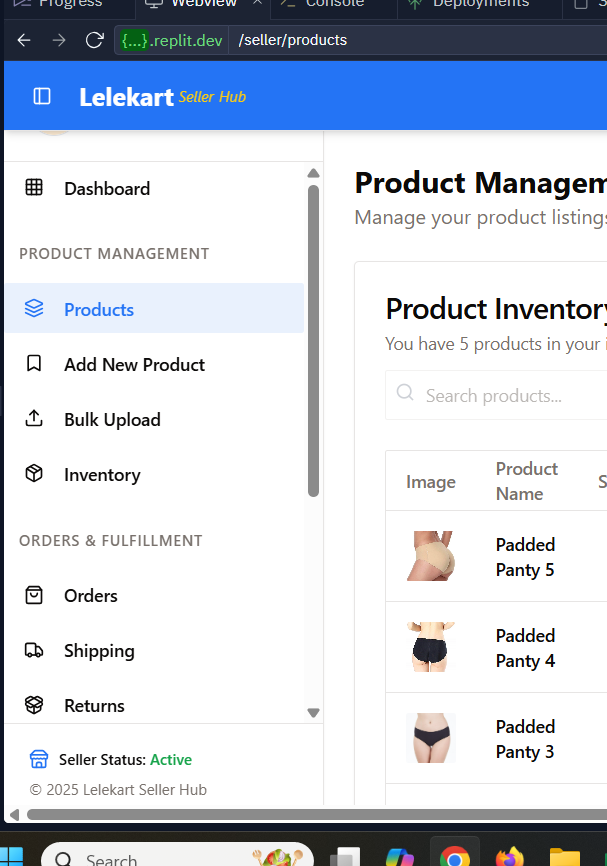 Progress
Webview
Console
Deployments
S
{...}.replit.dev
/seller/products
Lelekart Seller Hub
Dashboard
PRODUCT MANAGEMENT
Products
Add New Product
Bulk Upload
Inventory
ORDERS & FULFILLMENT
Orders
Shipping
Returns
Seller Status: Active
© 2025 Lelekart Seller Hub
Product Managem
Manage your product listings
Product Inventory
You have 5 products in your i
Search products...
Image
Product
Name
S
Padded
Panty 5
Padded
Panty 4
Padded
Panty 3
Search